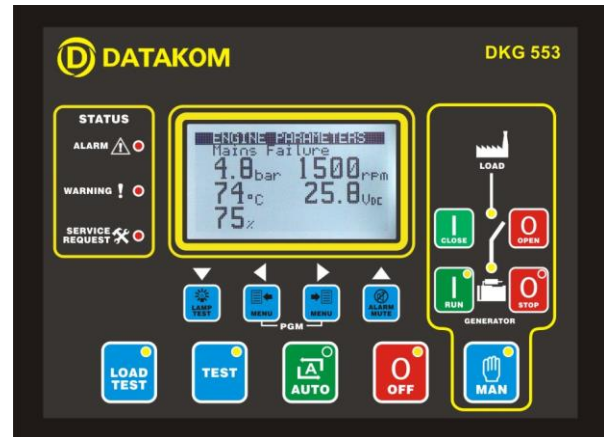 D DATAKOM
DKG 553
STATUS
ALARM
WARNING !
SERVICE
REQUEST
ENGINE PARAMETERS
Mains Failure
4.8bar 1500rpm
74°C 25.8VDC
75%
LAMP
TEST
MENU
MENU
ALARM
MUTE
PGM
LOAD
I
CLOSE
O
OPEN
I
RUN
O
STOP
GENERATOR
LOAD
TEST
TEST
A
AUTO
O
OFF
MAN